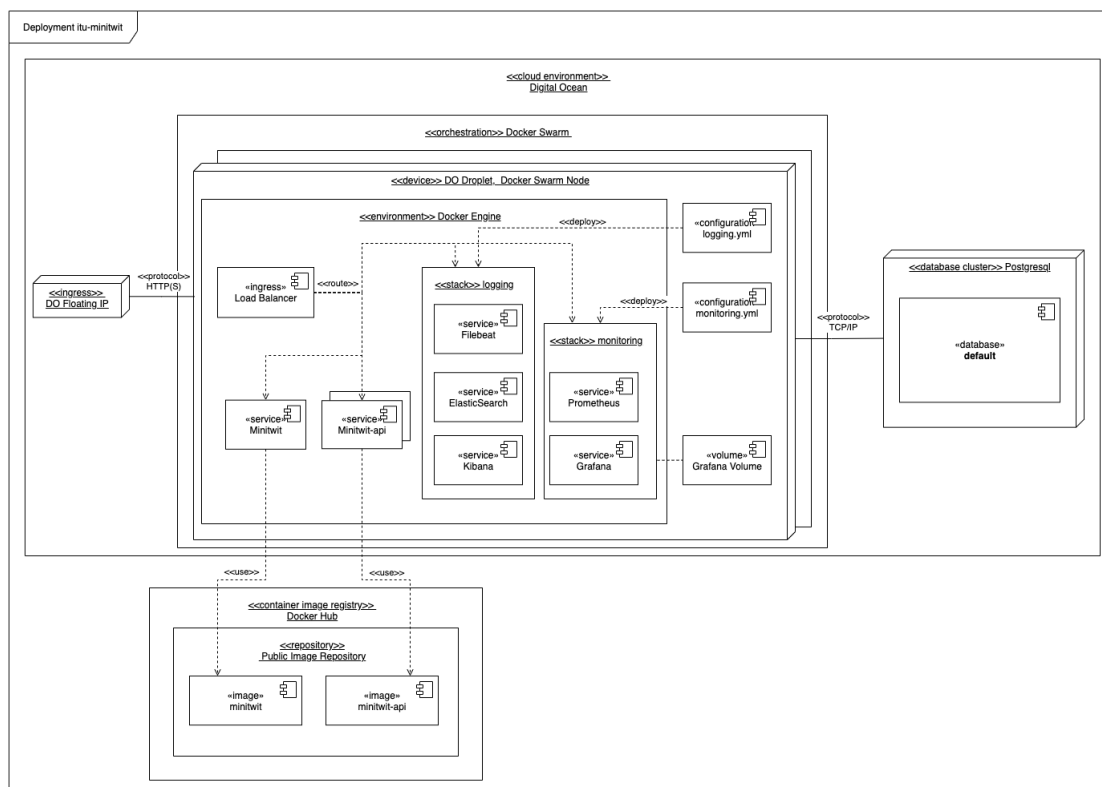 Deployment itu-minitwit
<<cloud environment>>
Digital Ocean
<<orchestration>> Docker Swarm
<<device>> DO Droplet, Docker Swarm Node
<<environment>> Docker Engine
<<deploy>>
«configuration»
logging.yml
<<ingress>>
DO Floating IP
<<protocol>>
HTTP(S)
«ingress»
Load Balancer
<<route>>
<<stack>> logging
«service»
Filebeat
«service»
ElasticSearch
«service»
Kibana
<<deploy>>
«configuration»
monitoring.yml
<<stack>> monitoring
«service»
Prometheus
«service»
Grafana
«volume»
Grafana Volume
«service»
Minitwit
«service»
Minitwit-api
<<protocol>>
TCP/IP
<<database cluster>> Postgresql
«database»
default
<<use>>
<<use>>
<<container image registry>>
Docker Hub
<<repository>>
Public Image Repository
«image»
minitwit
«image»
minitwit-api